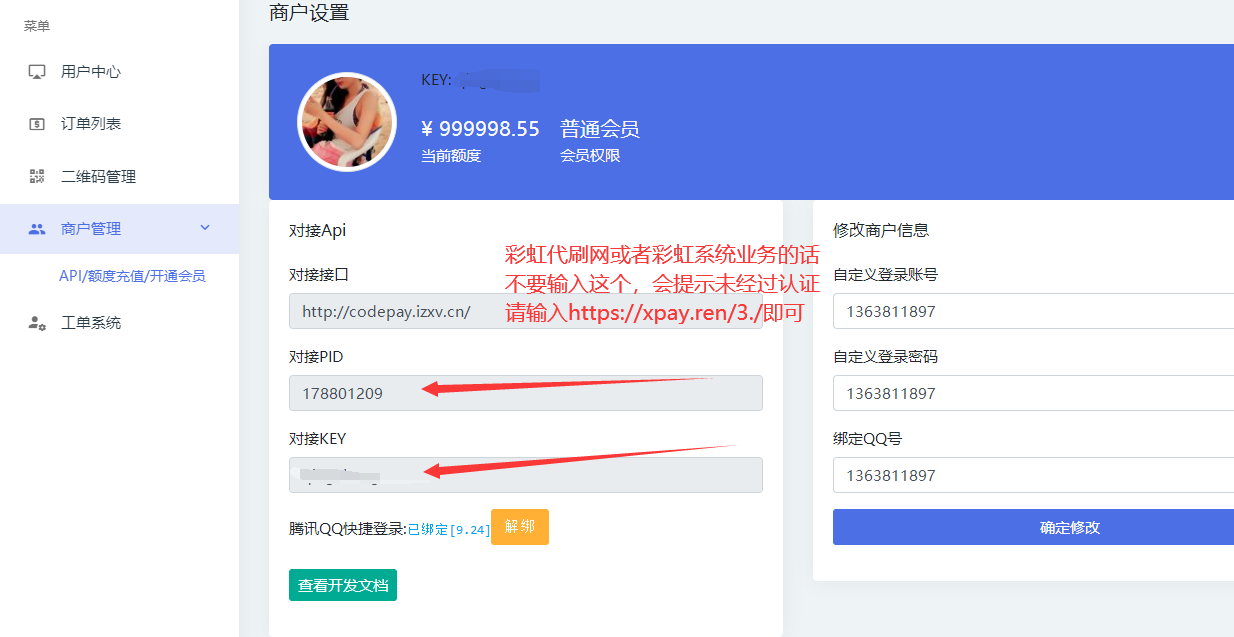 商户设置
菜单
用户中心
订单列表
二维码管理
商户管理
API/额度充值/开通会员
工单系统
KEY:
¥ 999998.55
普通会员
当前额度
会员权限
对接Api
彩虹代刷网或者彩虹系统业务的话
不要输入这个，会提示未经过认证
请输入https://xpay.ren/3./即可
对接接口
http://codepay.izxv.cn/
对接PID
178801209
对接KEY
腾讯QQ快捷登录:已绑定[9.24]
解绑
查看开发文档
修改商户信息
自定义登录账号
1363811897
自定义登录密码
1363811897
绑定QQ号
1363811897
确定修改